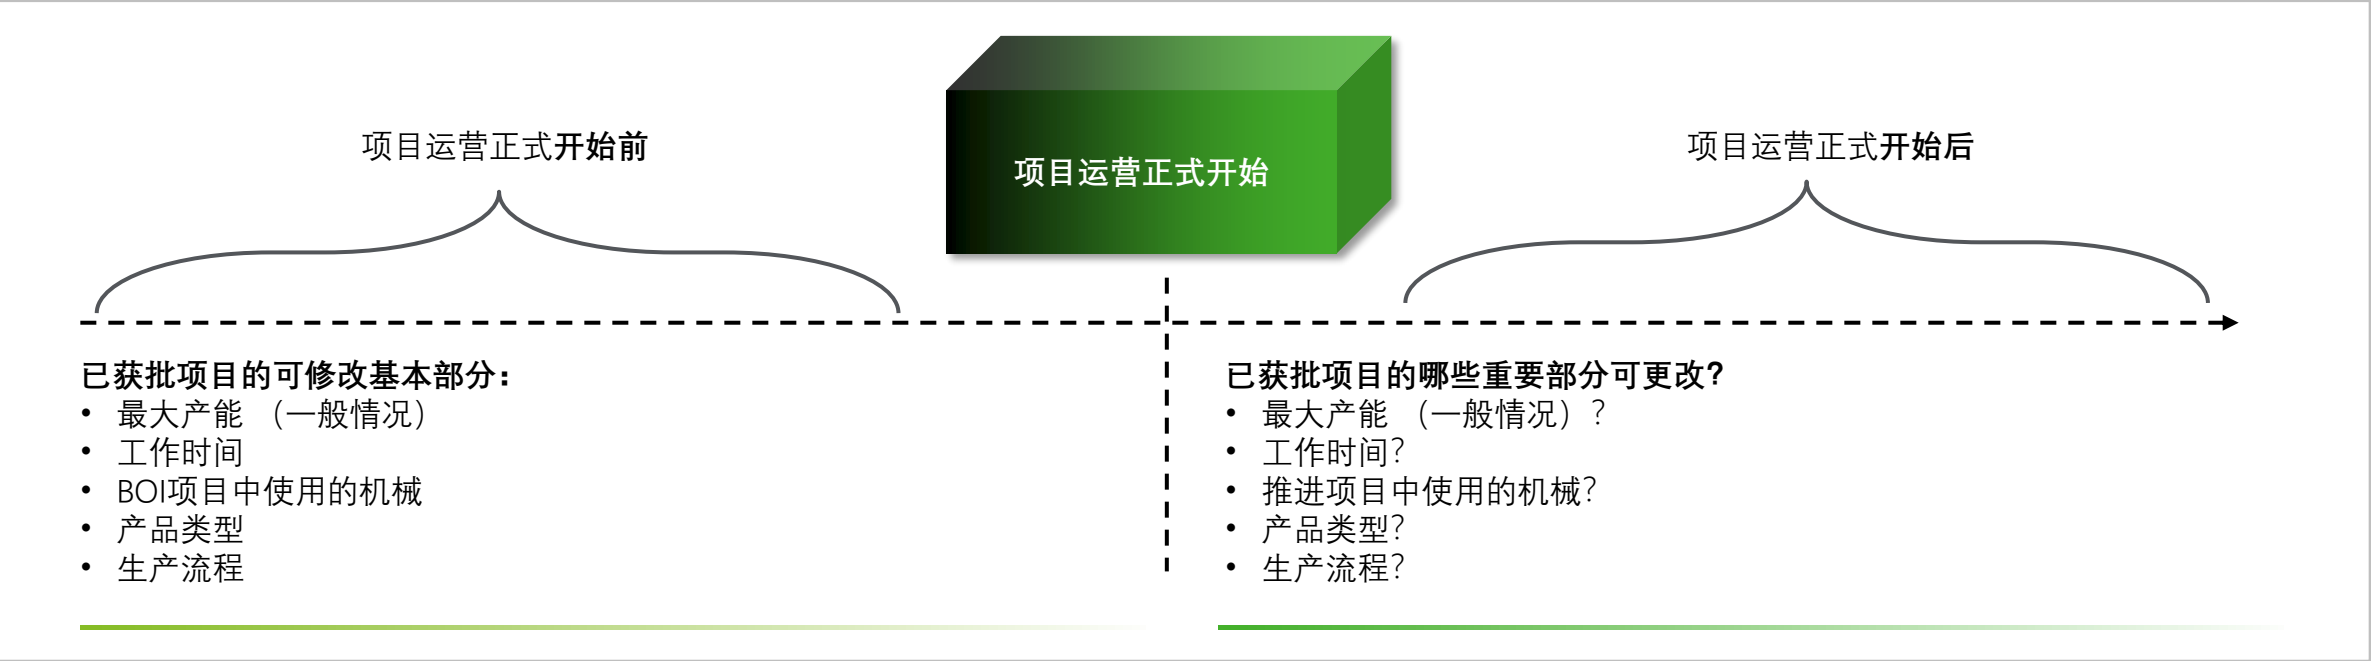 项目运营正式开始前
项目运营正式开始
项目运营正式开始后
已获批项目的可修改基本部分：
• 最大产能 （一般情况）
• 工作时间
• BOI项目中使用的机械
• 产品类型
• 生产流程
已获批项目的哪些重要部分可更改?
• 最大产能 （一般情况）?
• 工作时间?
• 推进项目中使用的机械?
• 产品类型?
• 生产流程?